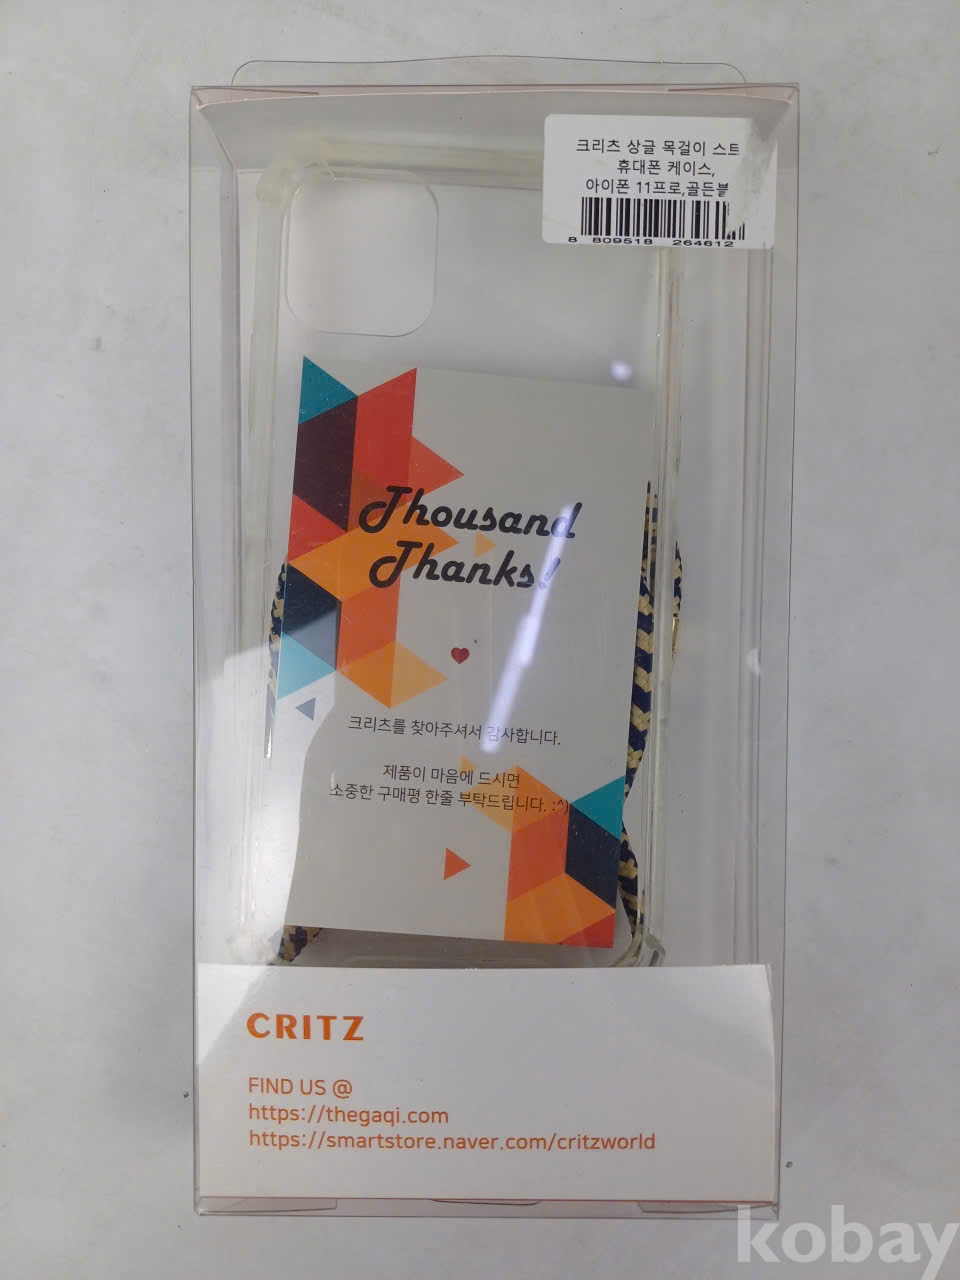 크리츠 상글 목걸이 스트
휴대폰 케이스,
아이폰 11프로,골든블
8 809518 264612
Thousand
Thanks!
크리츠를 찾아주셔서 감사합니다.
제품이 마음에 드시면
소중한 구매평 한줄 부탁드립니다. :^)
CRITZ
FIND US @
https://thegaqi.com
https://smartstore.naver.com/critzworld
kobay